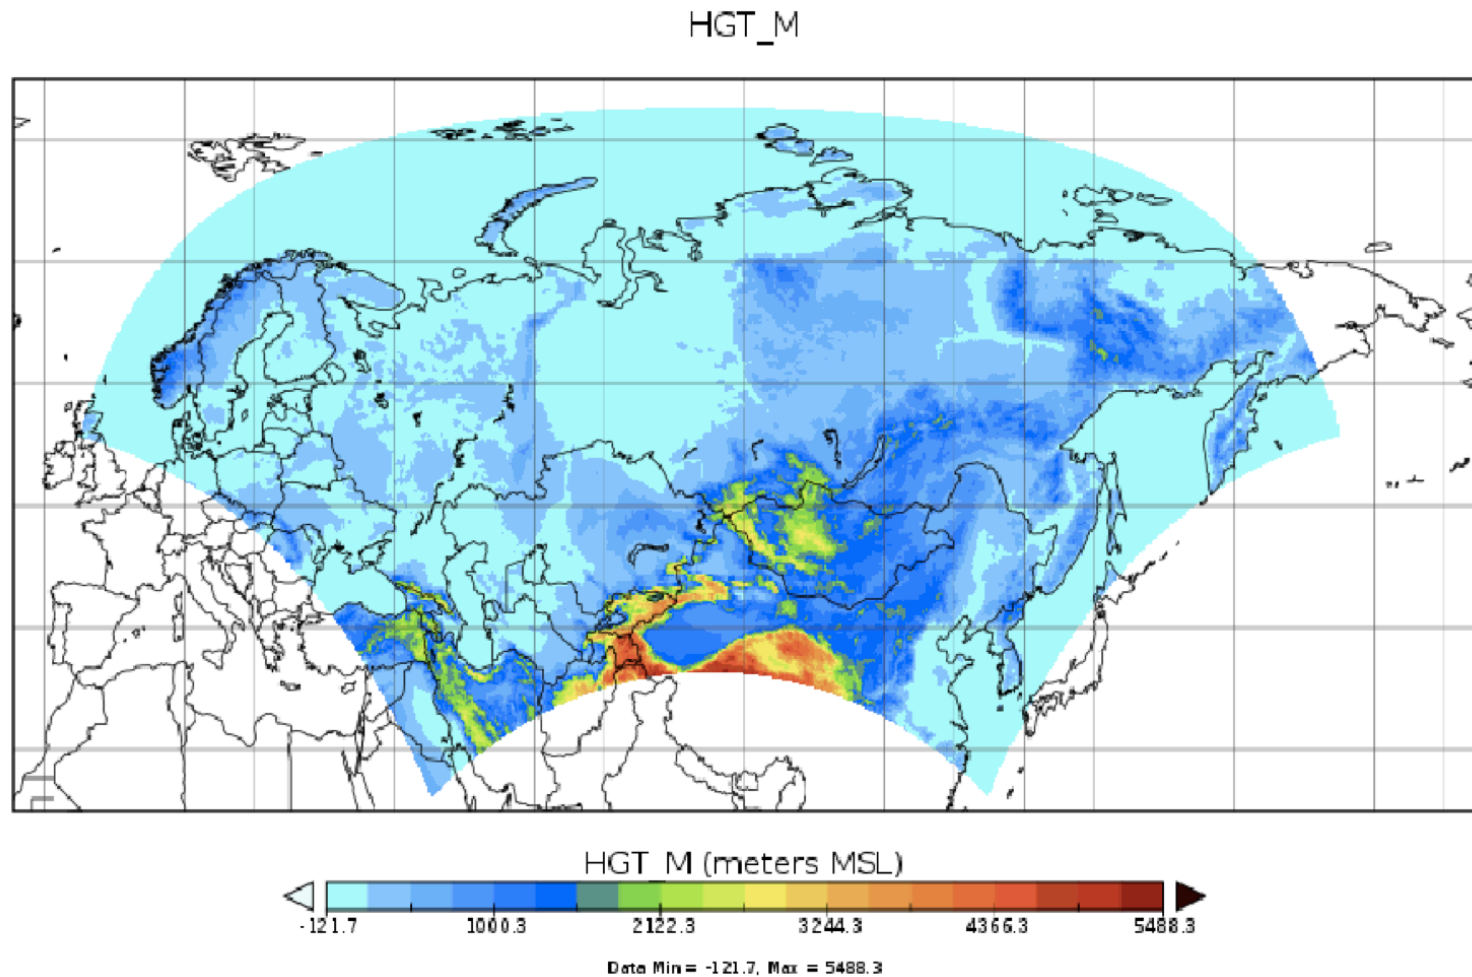 HGT_M
HGT_M (meters MSL)
-121.7 1000.3 2122.3 3244.3 4366.3 5488.3
Data Min = -121.7, Max = 5488.3